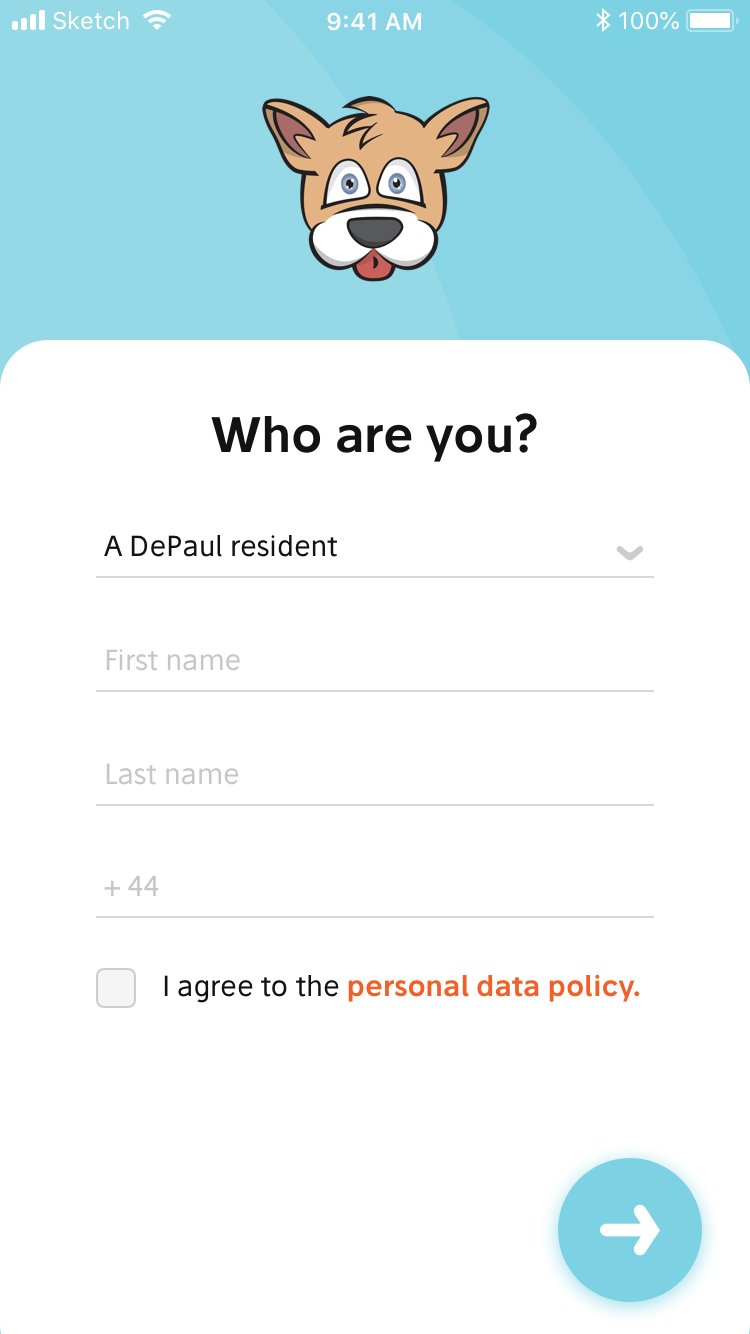 Sketch 9:41 AM 100%
Who are you?
A DePaul resident
First name
Last name
+ 44
I agree to the personal data policy.